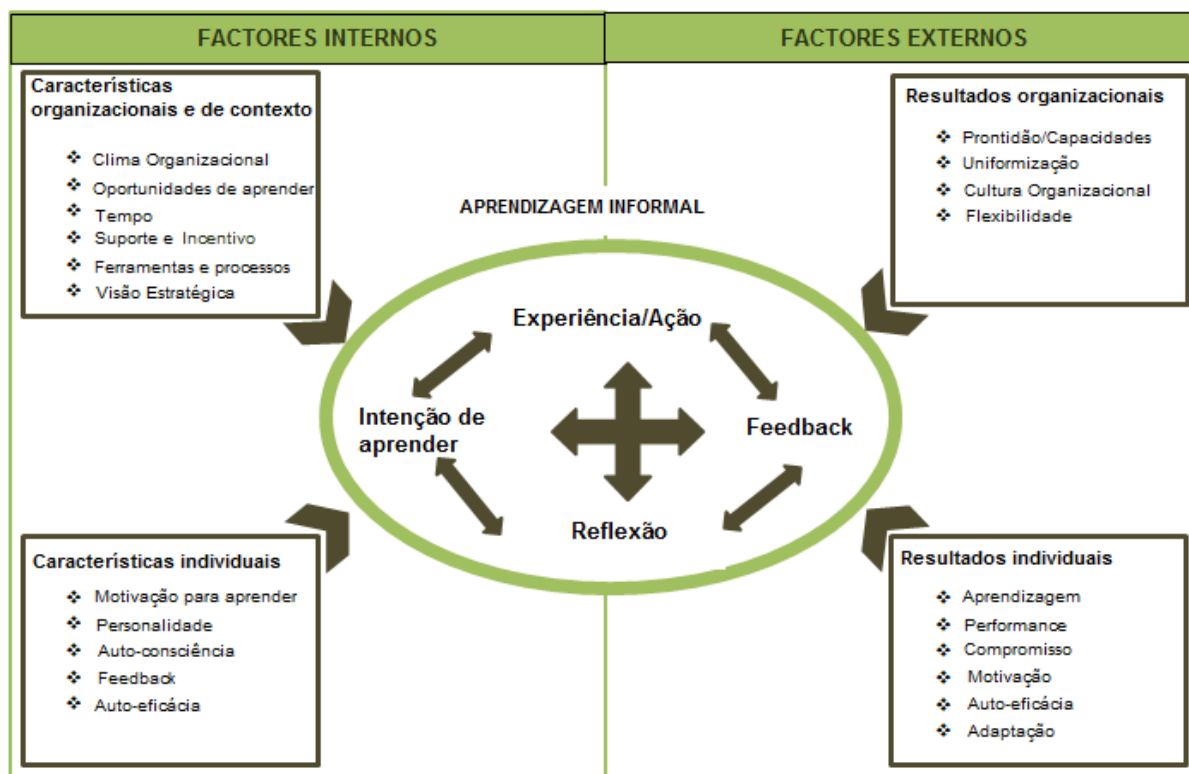 FACTORES INTERNOS
FACTORES EXTERNOS
Características
organizacionais e de contexto
Clima Organizacional
Oportunidades de aprender
Tempo
Suporte e Incentivo
Ferramentas e processos
Visão Estratégica
Resultados organizacionais
Prontidão/Capacidades
Uniformização
Cultura Organizacional
Flexibilidade
APRENDIZAGEM INFORMAL
Experiência/Ação
Intenção de
aprender
Feedback
Reflexão
Características individuais
Motivação para aprender
Personalidade
Auto-consciência
Feedback
Auto-eficácia
Resultados individuais
Aprendizagem
Performance
Compromisso
Motivação
Auto-eficácia
Adaptação